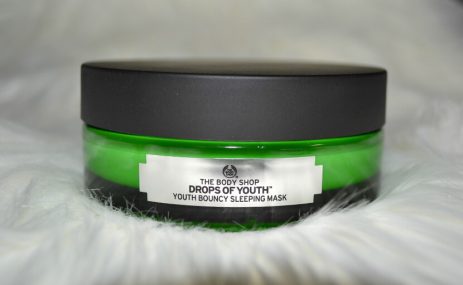 THE BODY SHOP
DROPS OF YOUTH™
YOUTH BOUNCY SLEEPING MASK